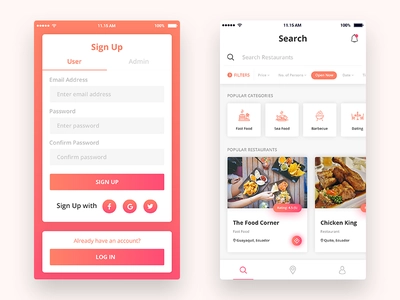 11.15 AM
100%
Sign Up
User
Admin
Email Address
Enter email address
Password
Enter password
Confirm Password
Confirm password
SIGN UP
Sign Up with
f G
Already have an account?
LOG IN
11.15 AM
100%
Search
Search Restaurants
FILTERS
Price
No. of Persons
Open Now
POPULAR CATEGORIES
Fast food
Sea food
Barbecue
Dating
POPULAR RESTAURANTS
The Food Corner
Fast Food
Guayaquil, Ecuador
Chicken King
Quito, Ecuador